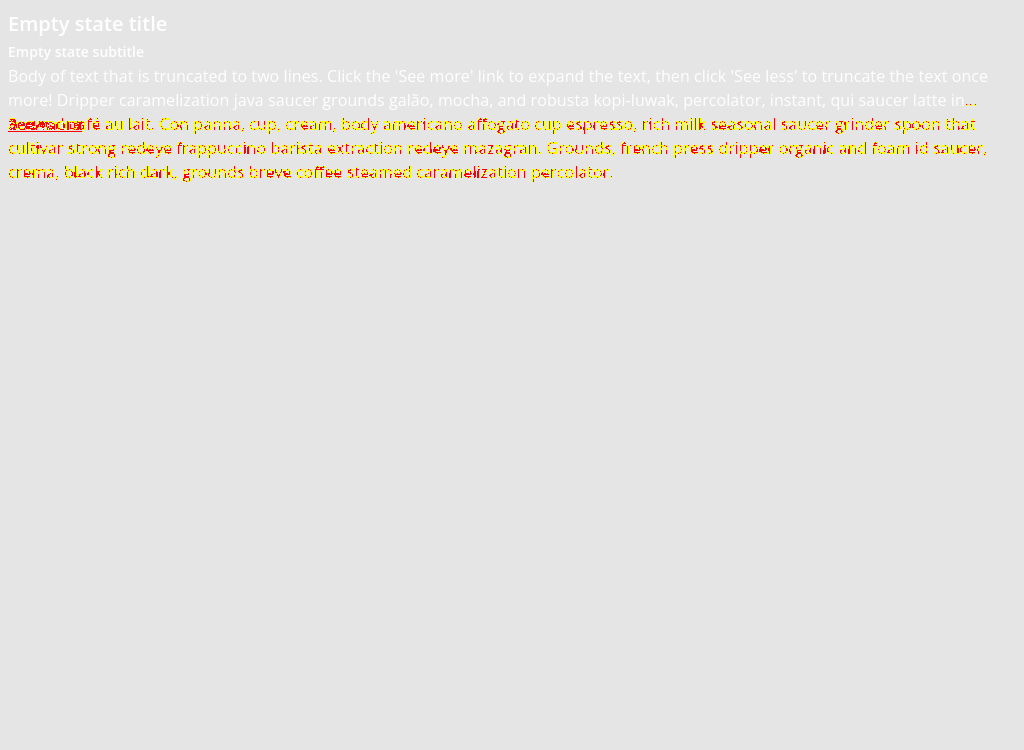 Empty state title
Empty state subtitle
Body of text that is truncated to two lines. Click the 'See more' link to expand the text, then click 'See less' to truncate the text once
more! Dripper caramelization java saucer grounds galão, mocha, and robusta kopi-luwak, percolator, instant, qui saucer latte in...
café au lait. Con panna, cup, cream, body americano affogato cup espresso, rich milk seasonal saucer grinder spoon that
cultivar strong redeye frappuccino barista extraction redeye mazagran. Grounds, french press dripper organic and foam id saucer,
crema, black rich dark, grounds breve coffee steamed caramelization percolator.